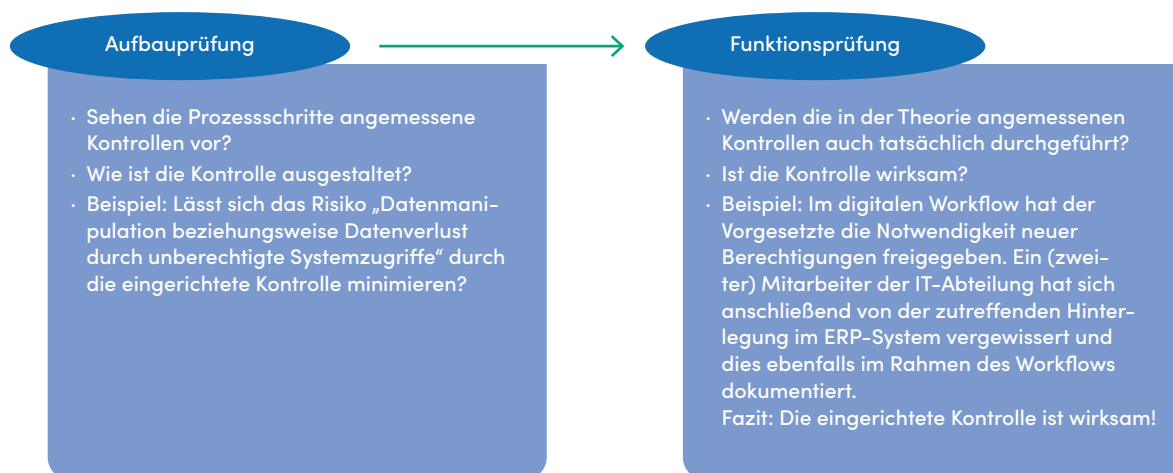 Aufbauprüfung
· Sehen die Prozessschritte angemessene
Kontrollen vor?
· Wie ist die Kontrolle ausgestaltet?
· Beispiel: Lässt sich das Risiko „Datenmani-
pulation beziehungsweise Datenverlust
durch unberechtigte Systemzugriffe“ durch
die eingerichtete Kontrolle minimieren?
Funktionsprüfung
· Werden die in der Theorie angemessenen
Kontrollen auch tatsächlich durchgeführt?
· Ist die Kontrolle wirksam?
· Beispiel: Im digitalen Workflow hat der
Vorgesetzte die Notwendigkeit neuer
Berechtigungen freigegeben. Ein (zwei-
ter) Mitarbeiter der IT-Abteilung hat sich
anschließend von der zutreffenden Hinter-
legung im ERP-System vergewissert und
dies ebenfalls im Rahmen des Workflows
dokumentiert.
Fazit: Die eingerichtete Kontrolle ist wirksam!